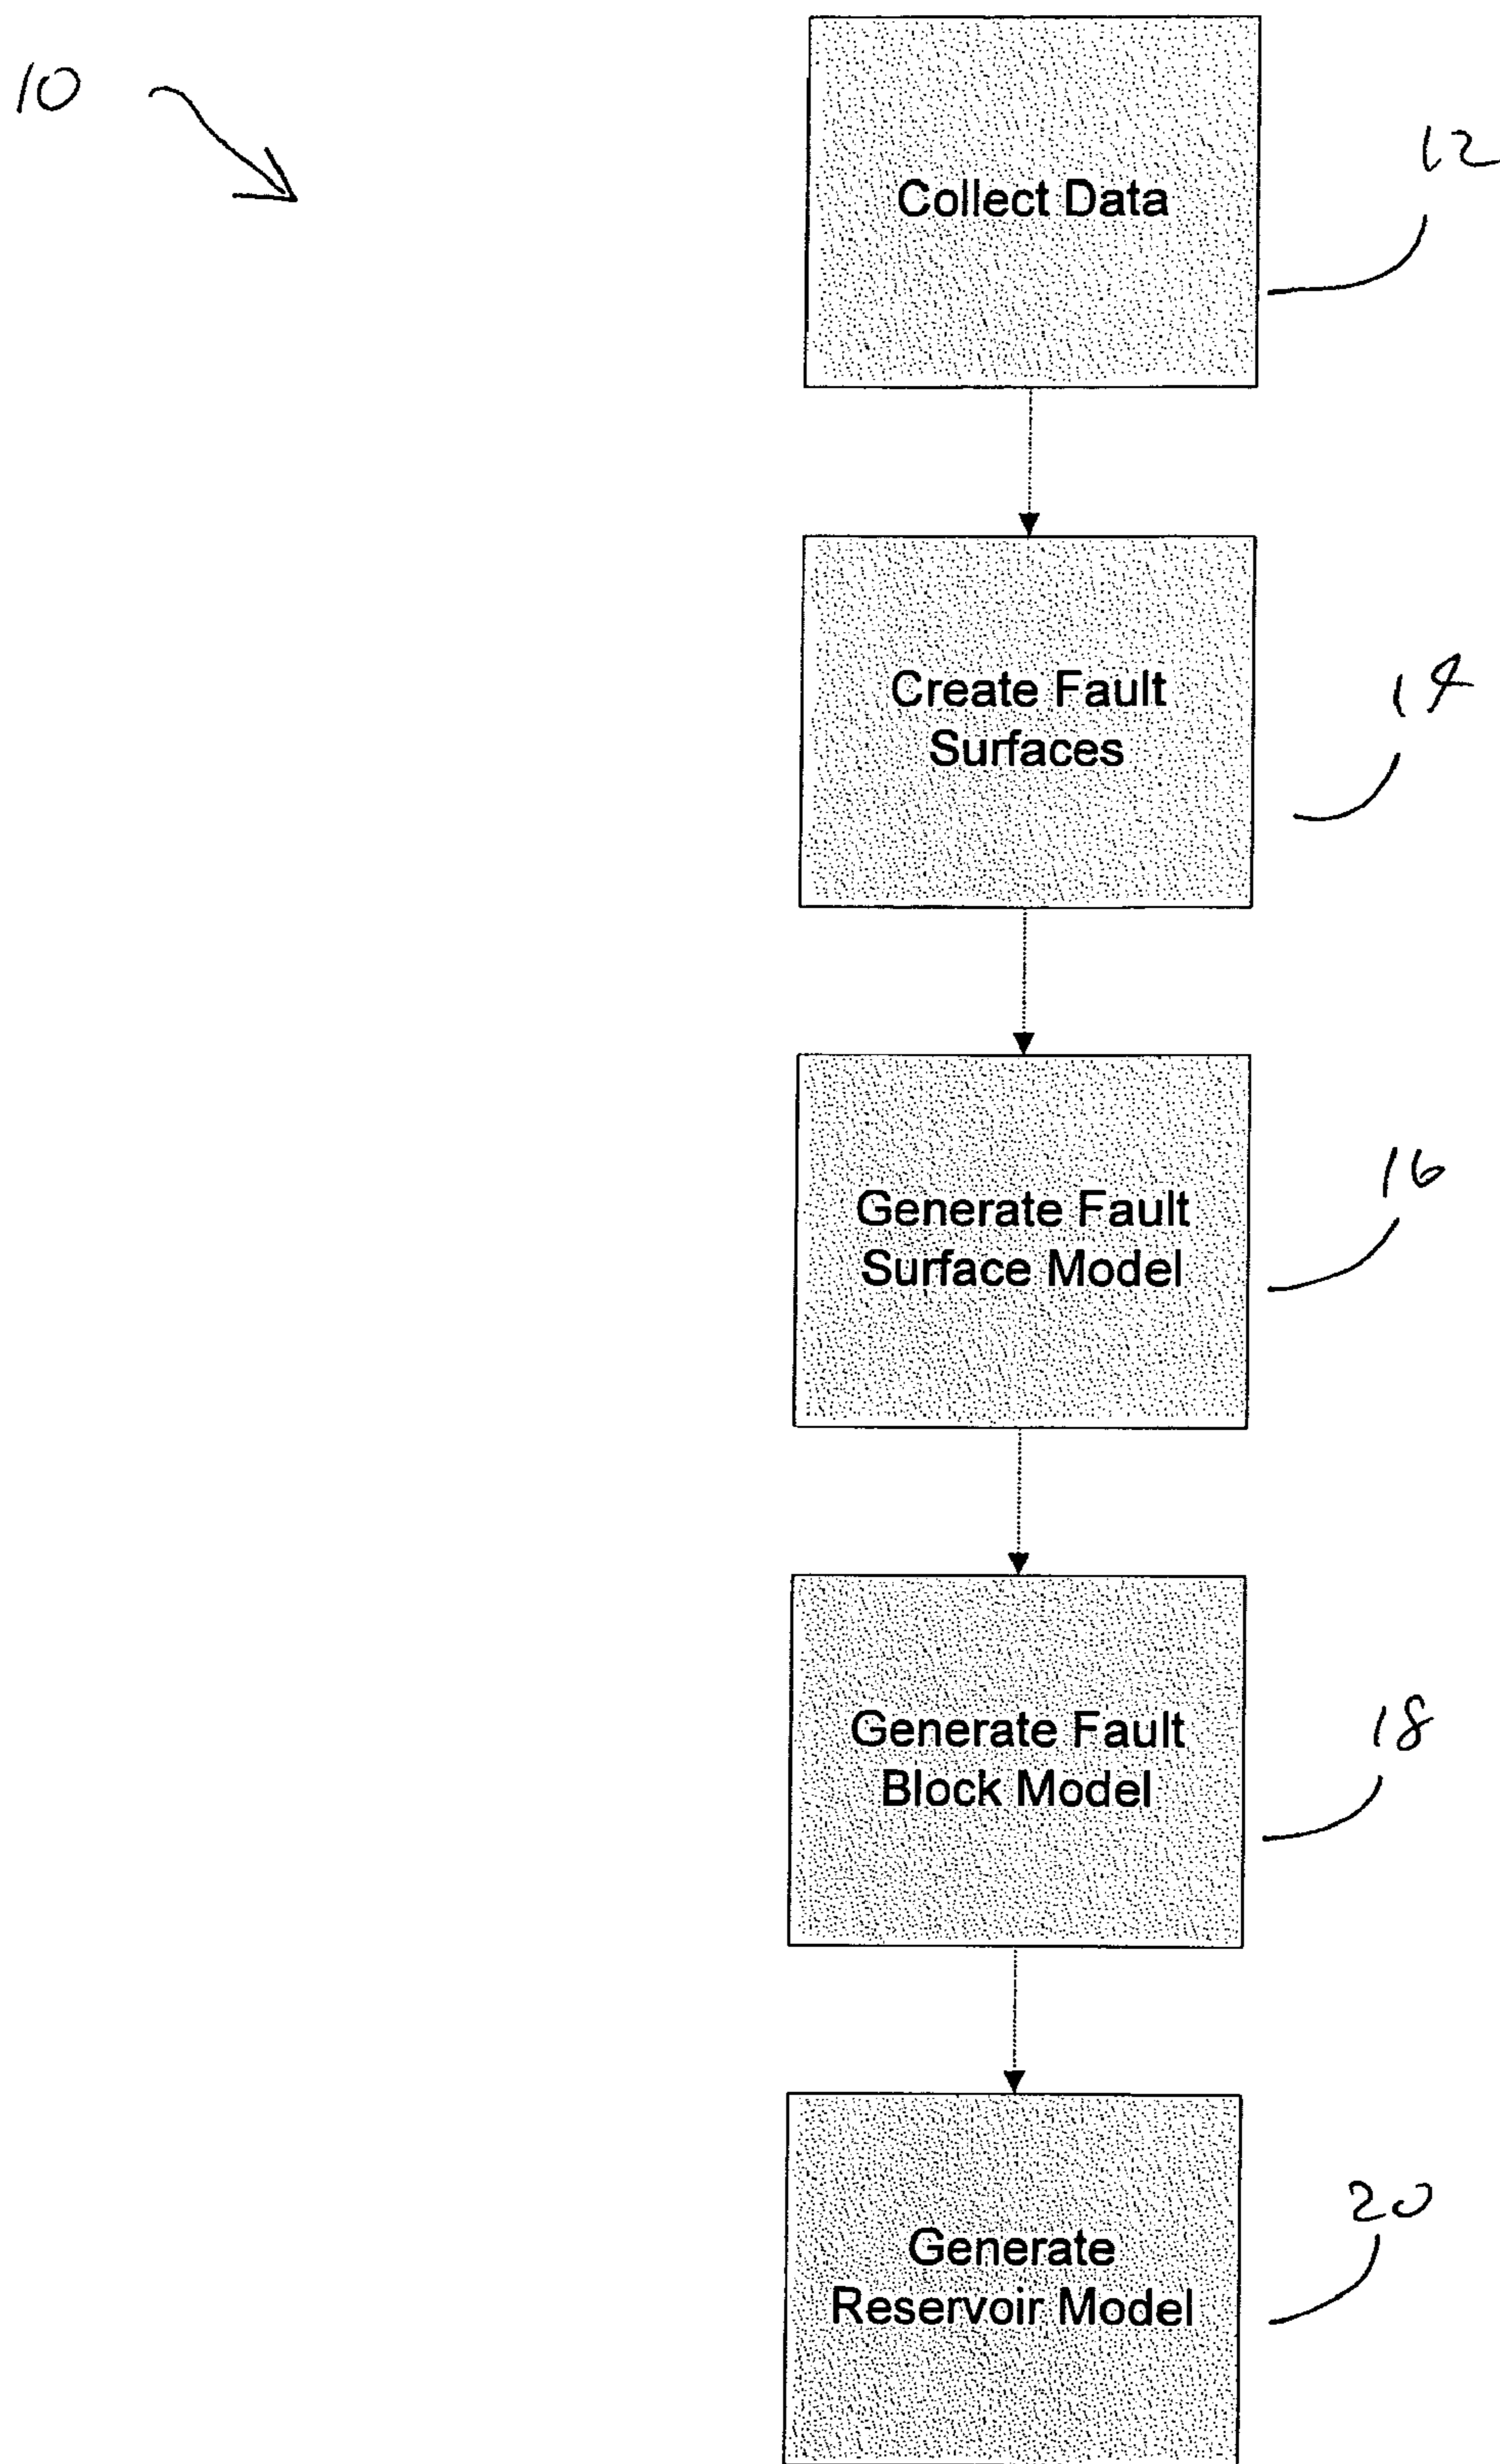 10
Collect Data
12
Create Fault
Surfaces
14
Generate Fault
Surface Model
16
Generate Fault
Block Model
18
Generate
Reservoir Model
20